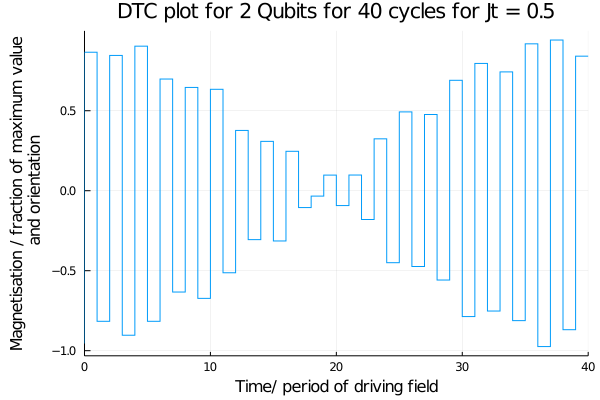 DTC plot for 2 Qubits for 40 cycles for Jt = 0.5
Magnetisation / fraction of maximum value
and orientation
0.5
0.0
−0.5
−1.0
0 10 20 30 40
Time/ period of driving field